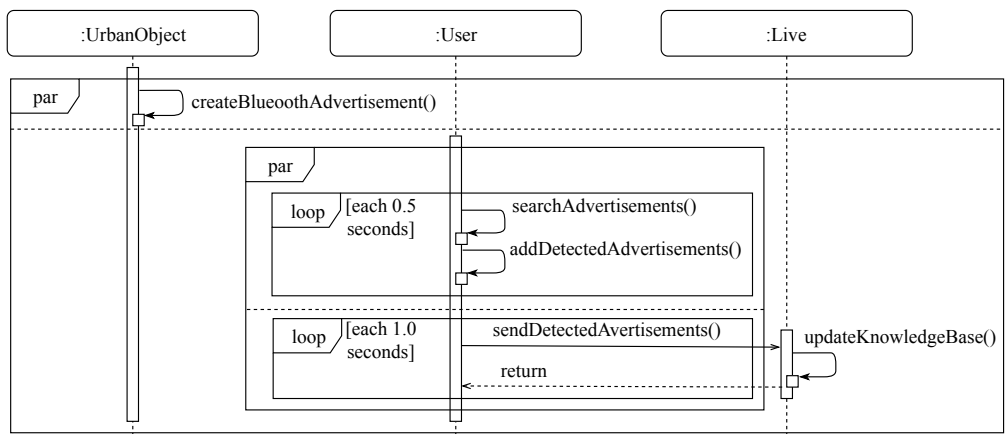 :UrbanObject
:User
:Live
par
createBlueoothAdvertisement()
par
loop
[each 0.5
seconds]
searchAdvertisements()
addDetectedAdvertisements()
loop
[each 1.0
seconds]
sendDetectedAvertisements()
updateKnowledgeBase()
return